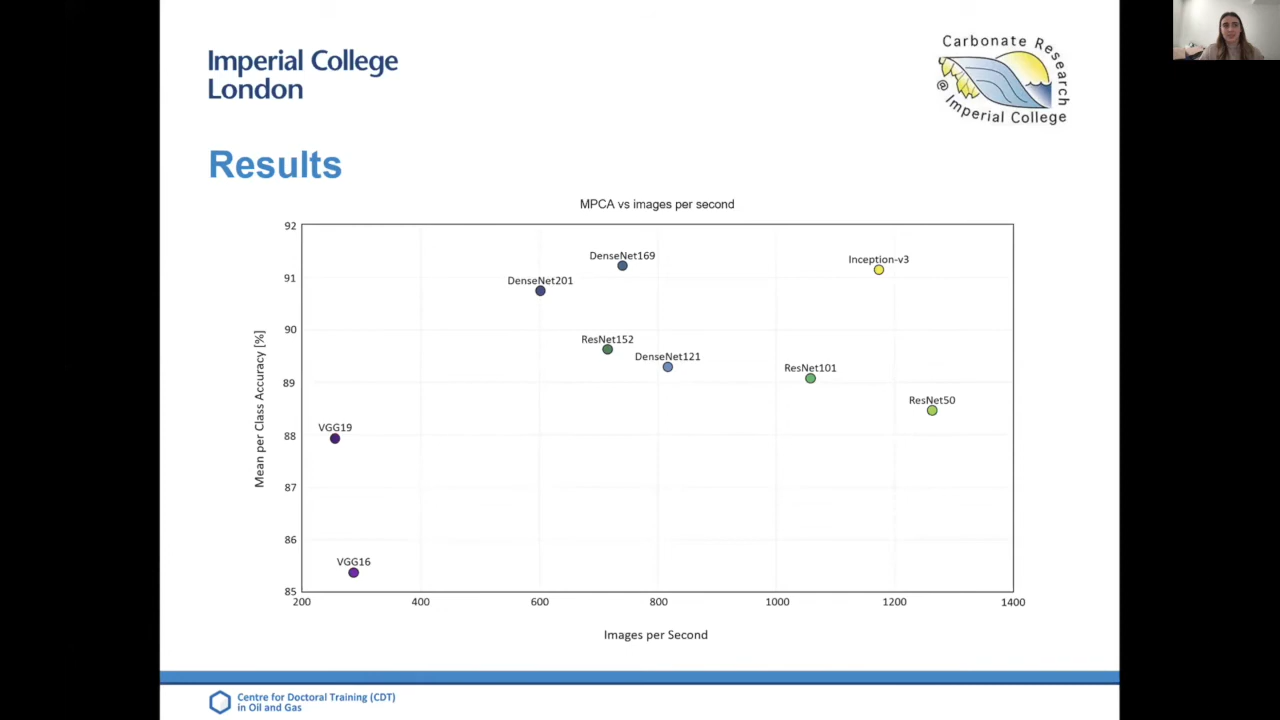 Imperial College
London
Carbonate Research
@ Imperial College
Results
MPCA vs images per second
92
91
90
89
88
87
86
85
Mean per Class Accuracy [%]
DenseNet169
Inception-v3
DenseNet201
ResNet152
DenseNet121
ResNet101
ResNet50
VGG19
VGG16
200
400
600
800
1000
1200
1400
Images per Second
Centre for Doctoral Training (CDT)
in Oil and Gas